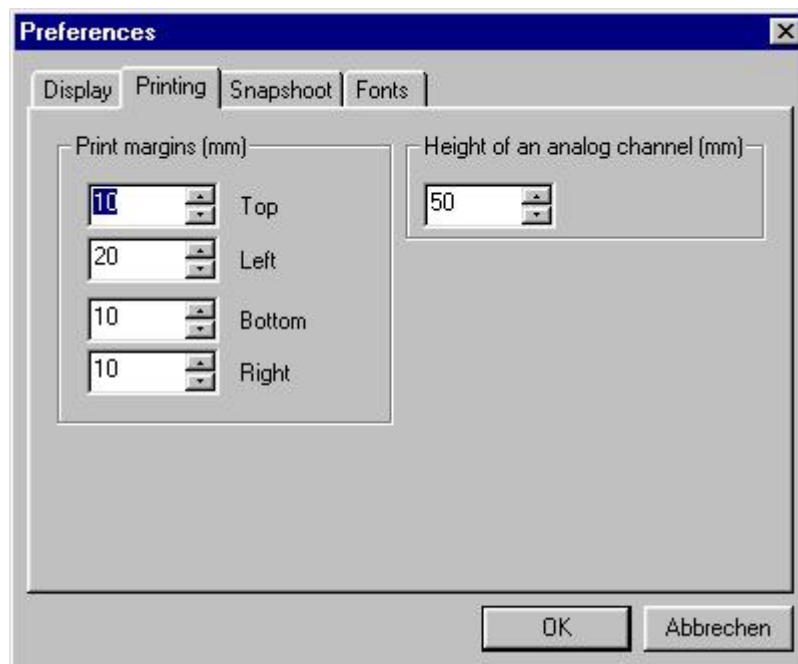 Preferences
Display Printing Snapshoot Fonts
Print margins (mm)
10 Top
20 Left
10 Bottom
10 Right
Height of an analog channel (mm)
50
OK Abbrechen